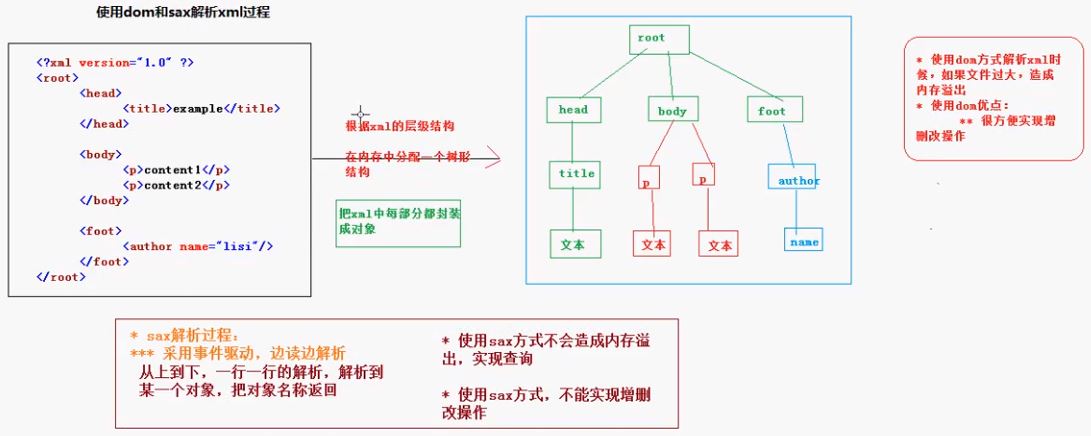 使用dom和sax解析xml过程
<?xml version="1.0" ?>
<root>
<head>
<title>example</title>
</head>
<body>
<p>content1</p>
<p>content2</p>
</body>
<foot>
<author name="lisi"/>
</foot>
</root>
根据xml的层级结构
在内存中分配一个树形
结构
把xml中每部分都封装
成对象
root
head
body
foot
title
p
p
author
文本
文本
文本
name
* 使用dom方式解析xml时
候，如果文件过大，造成
内存溢出
* 使用dom优点：
** 很方便实现增
删改操作
* sax解析过程：
*** 采用事件驱动，边读边解析
从上到下，一行一行的解析，解析到
某一个对象，把对象名称返回
* 使用sax方式不会造成内存溢
出，实现查询
* 使用sax方式，不能实现增删
改操作